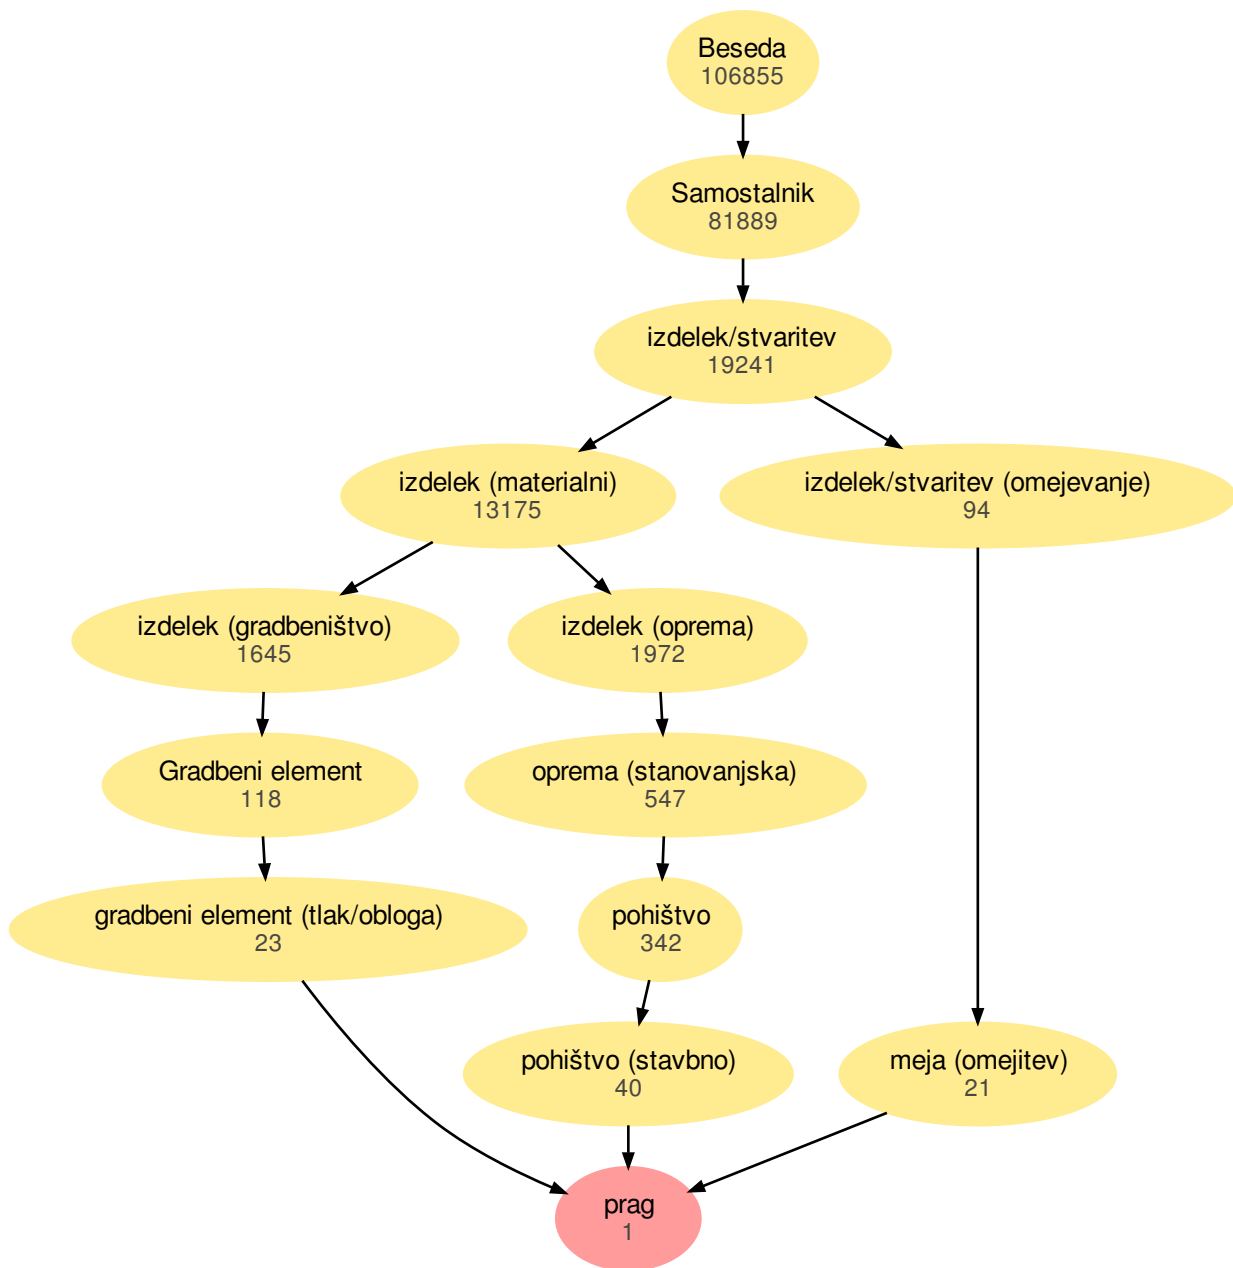 Beseda
106855
Samostalnik
81889
izdelek/stvaritev
19241
izdelek (materialni)
13175
izdelek/stvaritev (omejevanje)
94
izdelek (gradbeništvo)
1645
izdelek (oprema)
1972
Gradbeni element
118
oprema (stanovanjska)
547
gradbeni element (tlak/obloga)
23
pohištvo
342
pohištvo (stavbno)
40
meja (omejitev)
21
prag
1